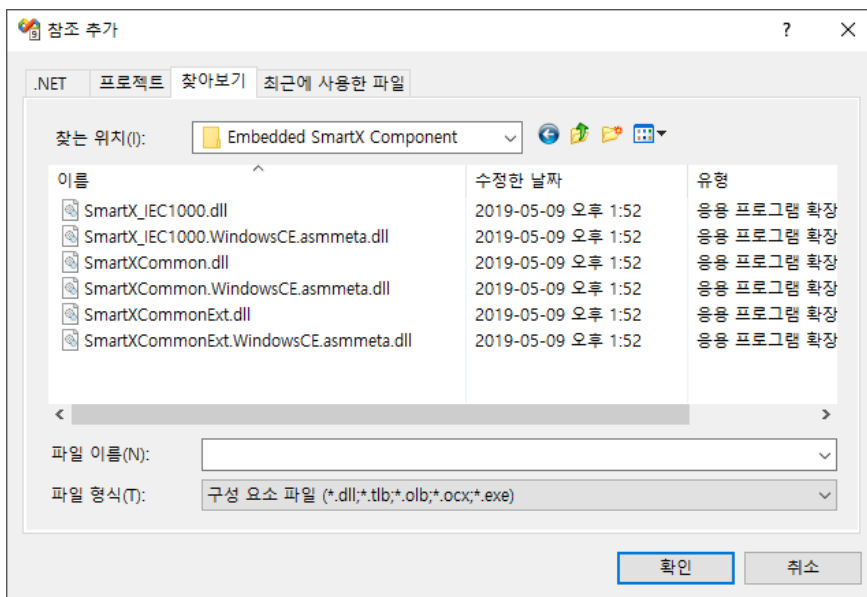 참조 추가
.NET 프로젝트 찾아보기 최근에 사용한 파일
찾는 위치(I): Embedded SmartX Component
이름 수정한 날짜 유형
SmartX_IEC1000.dll 2019-05-09 오후 1:52 응용 프로그램 확장
SmartX_IEC1000.WindowsCE.asmmeta.dll 2019-05-09 오후 1:52 응용 프로그램 확장
SmartXCommon.dll 2019-05-09 오후 1:52 응용 프로그램 확장
SmartXCommon.WindowsCE.asmmeta.dll 2019-05-09 오후 1:52 응용 프로그램 확장
SmartXCommonExt.dll 2019-05-09 오후 1:52 응용 프로그램 확장
SmartXCommonExt.WindowsCE.asmmeta.dll 2019-05-09 오후 1:52 응용 프로그램 확장
파일 이름(N):
파일 형식(T): 구성 요소 파일 (*.dll;*.tlb;*.olb;*.ocx;*.exe)
확인 취소